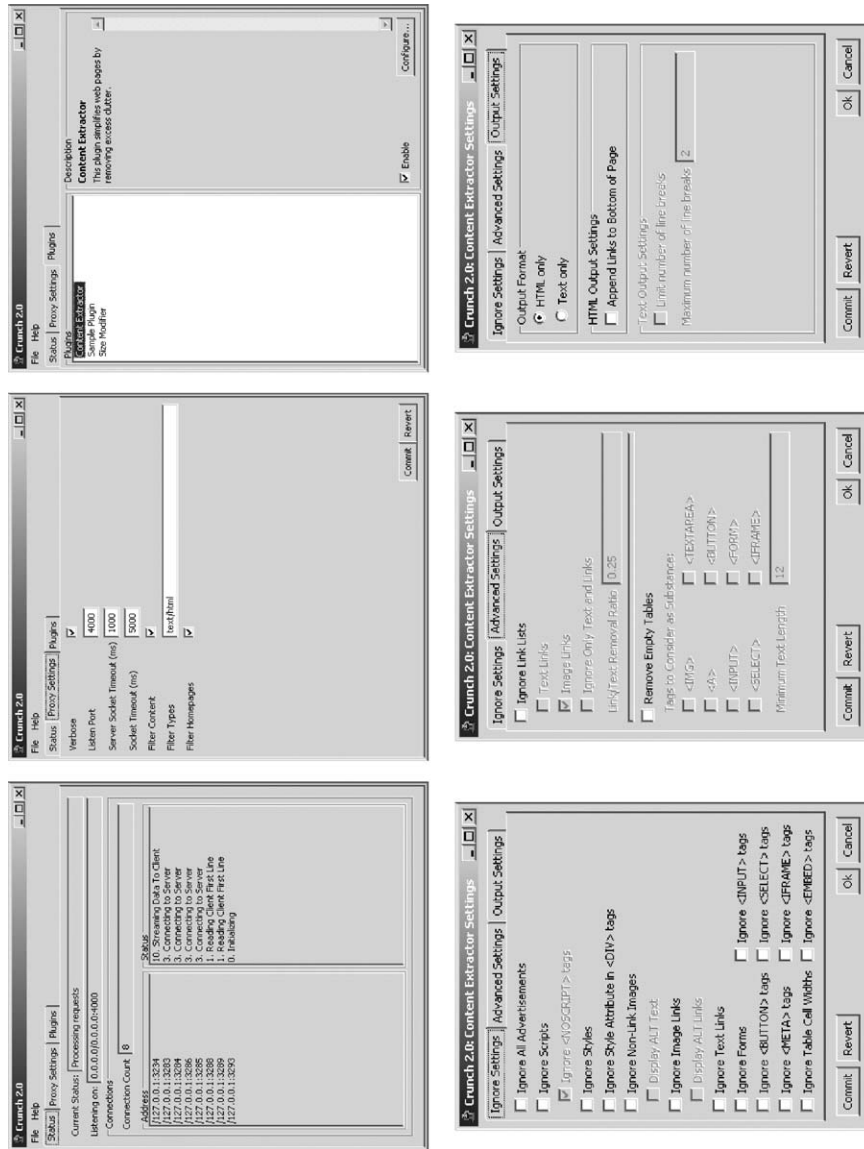 Crunch 2.0
File Help
Status Proxy Settings Plugins
Current Status: Processing requests
Listening on: 0.0.0.0/0.0.0.0:4000
Connections
Connection Count 8
Address Status
/127.0.0.1:3234 10. Streaming Data To Client
/127.0.0.1:3283 3. Connecting to Server
/127.0.0.1:3284 3. Connecting to Server
/127.0.0.1:3286 3. Connecting to Server
/127.0.0.1:3285 3. Connecting to Server
/127.0.0.1:3288 1. Reading Client First Line
/127.0.0.1:3289 1. Reading Client First Line
/127.0.0.1:3293 0. Initializing
Crunch 2.0
File Help
Status Proxy Settings Plugins
Verbose
Listen Port 4000
Server Socket Timeout (ms) 1000
Socket Timeout (ms) 5000
Filter Content
Filter Types text/html
Filter Homepages
Commit Revert
Crunch 2.0
File Help
Status Proxy Settings Plugins
Plugins
Content Extractor
Sample Plugin
Size Modifier
Description
Content Extractor
This plugin simplifies web pages by
removing excess clutter.
Enable Configure...
Crunch 2.0: Content Extractor Settings
Ignore Settings Advanced Settings Output Settings
Ignore All Advertisements
Ignore Scripts
Ignore <NOSCRIPT> tags
Ignore Styles
Ignore Style Attribute in <DIV> tags
Ignore Non-Link Images
Display ALT Text
Ignore Image Links
Display ALT Links
Ignore Text Links
Ignore Forms Ignore <INPUT> tags
Ignore <BUTTON> tags Ignore <SELECT> tags
Ignore <META> tags Ignore <IFRAME> tags
Ignore Table Cell Widths Ignore <EMBED> tags
Commit Revert Ok Cancel
Crunch 2.0: Content Extractor Settings
Ignore Settings Advanced Settings Output Settings
Ignore Link Lists
Text Links
Image Links
Ignore Only Text and Links
Link/Text Removal Ratio 0.25
Remove Empty Tables
Tags to Consider as Substance:
<IMG> <TEXTAREA>
<A> <BUTTON>
<INPUT> <FORM>
<SELECT> <IFRAME>
Minimum Text Length 12
Commit Revert Ok Cancel
Crunch 2.0: Content Extractor Settings
Ignore Settings Advanced Settings Output Settings
Output Format
HTML only
Text only
HTML Output Settings
Append Links to Bottom of Page
Text Output Settings
Limit number of line breaks
Maximum number of line breaks 2
Commit Revert Ok Cancel